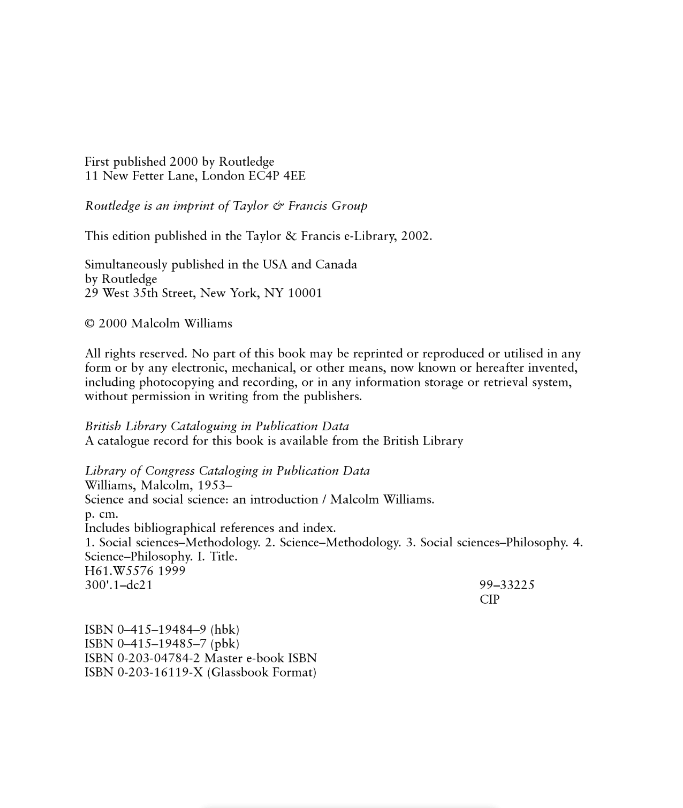 First published 2000 by Routledge
11 New Fetter Lane, London EC4P 4EE
Routledge is an imprint of Taylor & Francis Group
This edition published in the Taylor & Francis e-Library, 2002.
Simultaneously published in the USA and Canada
by Routledge
29 West 35th Street, New York, NY 10001
© 2000 Malcolm Williams
All rights reserved. No part of this book may be reprinted or reproduced or utilised in any
form or by any electronic, mechanical, or other means, now known or hereafter invented,
including photocopying and recording, or in any information storage or retrieval system,
without permission in writing from the publishers.
British Library Cataloguing in Publication Data
A catalogue record for this book is available from the British Library
Library of Congress Cataloging in Publication Data
Williams, Malcolm, 1953–
Science and social science: an introduction / Malcolm Williams.
p. cm.
Includes bibliographical references and index.
1. Social sciences–Methodology. 2. Science–Methodology. 3. Social sciences–Philosophy. 4.
Science–Philosophy. I. Title.
H61.W5576 1999
300'.1–dc21 99–33225
CIP
ISBN 0–415–19484–9 (hbk)
ISBN 0–415–19485–7 (pbk)
ISBN 0-203-04784-2 Master e-book ISBN
ISBN 0-203-16119-X (Glassbook Format)